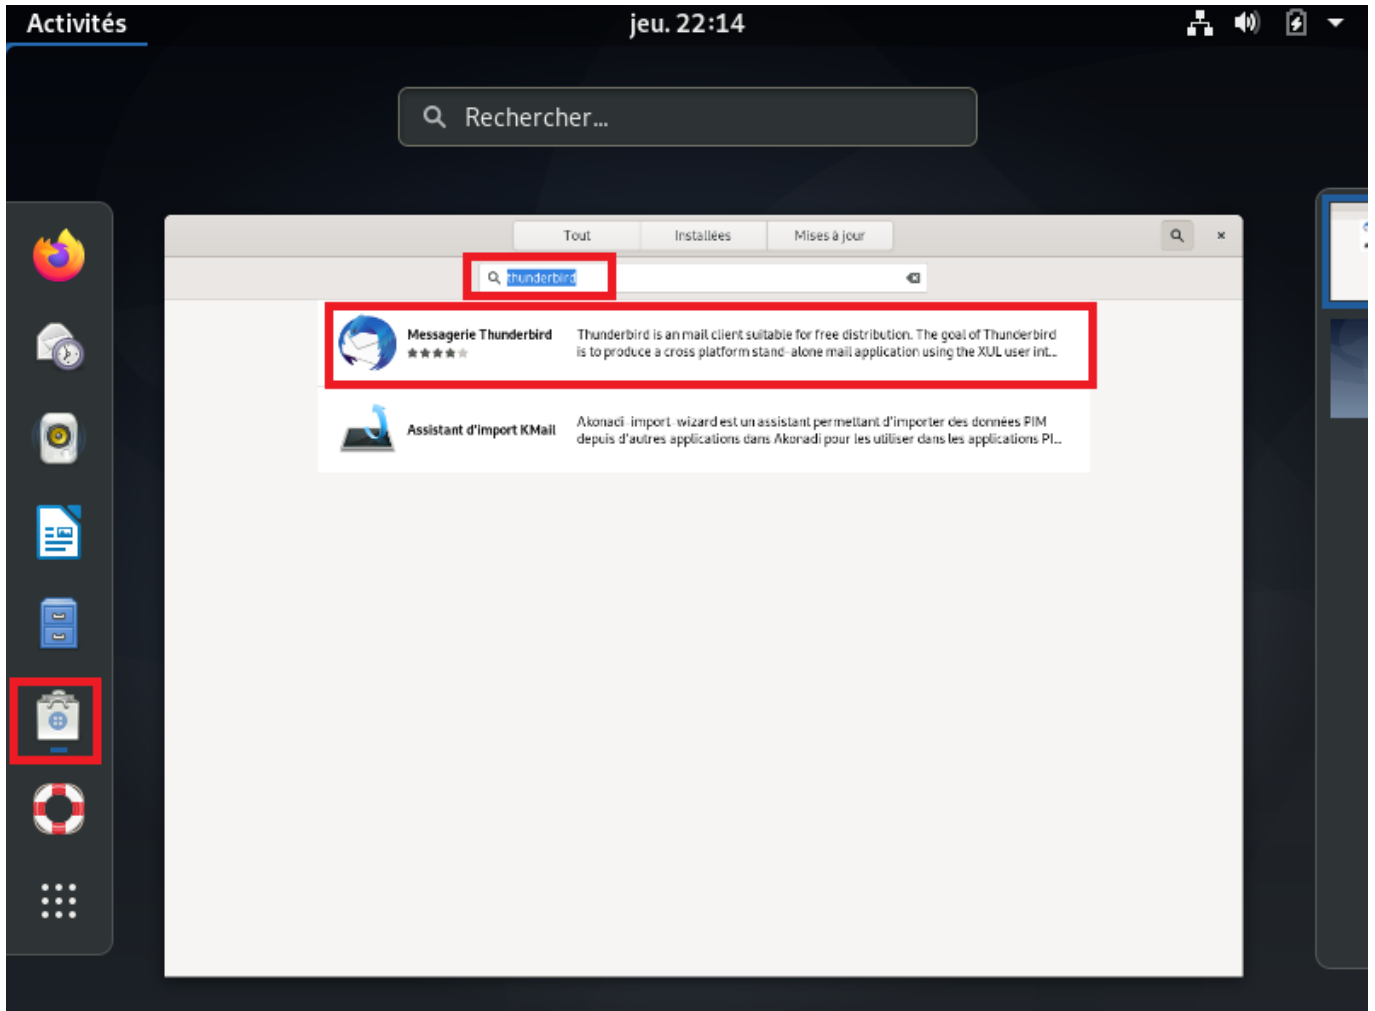 Activités
jeu. 22:14
Rechercher...
Tout
Installées
Mises à jour
thunderbird
Messagerie Thunderbird
Thunderbird is an mail client suitable for free distribution. The goal of Thunderbird
is to produce a cross platform stand-alone mail application using the XUL user int...
Assistant d'import KMail
Akonadi-import-wizard est un assistant permettant d'importer des données PIM
depuis d'autres applications dans Akonadi pour les utiliser dans les applications PI...